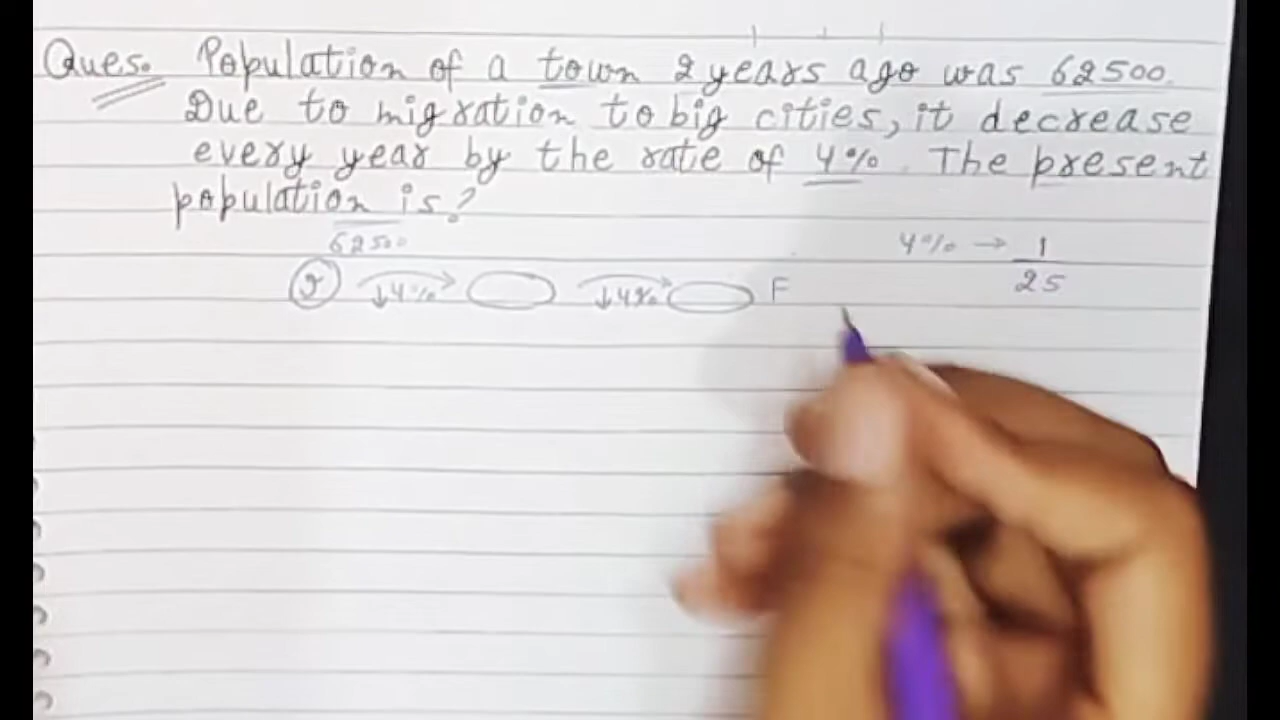 Ques. Population of a town 2 years ago was 62500.
Due to migration to big cities, it decrease
every year by the rate of 4%. The present
population is?
62500
4% → 1/25
I ↓4% ↓4% F